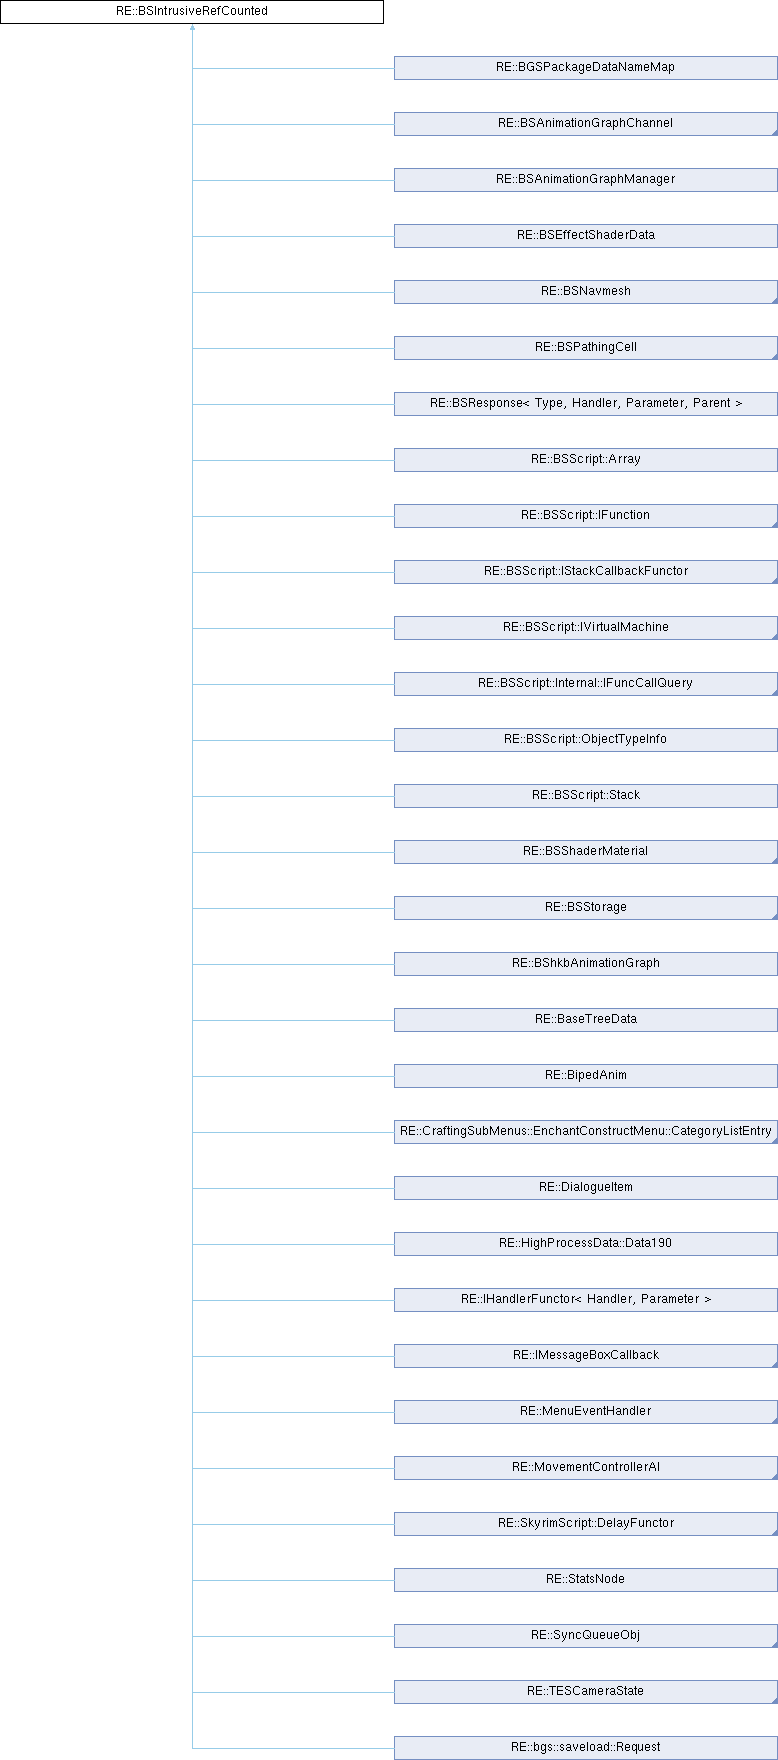 RE::BSIntrusiveRefCounted
RE::BGSPackageDataNameMap
RE::BSAnimationGraphChannel
RE::BSAnimationGraphManager
RE::BSEffectShaderData
RE::BSNavmesh
RE::BSPathingCell
RE::BSResponse< Type, Handler, Parameter, Parent >
RE::BSScript::Array
RE::BSScript::IFunction
RE::BSScript::IStackCallbackFunctor
RE::BSScript::IVirtualMachine
RE::BSScript::Internal::IFuncCallQuery
RE::BSScript::ObjectTypeInfo
RE::BSScript::Stack
RE::BSShaderMaterial
RE::BSStorage
RE::BShkbAnimationGraph
RE::BaseTreeData
RE::BipedAnim
RE::CraftingSubMenus::EnchantConstructMenu::CategoryListEntry
RE::DialogueItem
RE::HighProcessData::Data190
RE::IHandlerFunctor< Handler, Parameter >
RE::IMessageBoxCallback
RE::MenuEventHandler
RE::MovementControllerAI
RE::SkyrimScript::DelayFunctor
RE::StatsNode
RE::SyncQueueObj
RE::TESCameraState
RE::bgs::saveload::Request